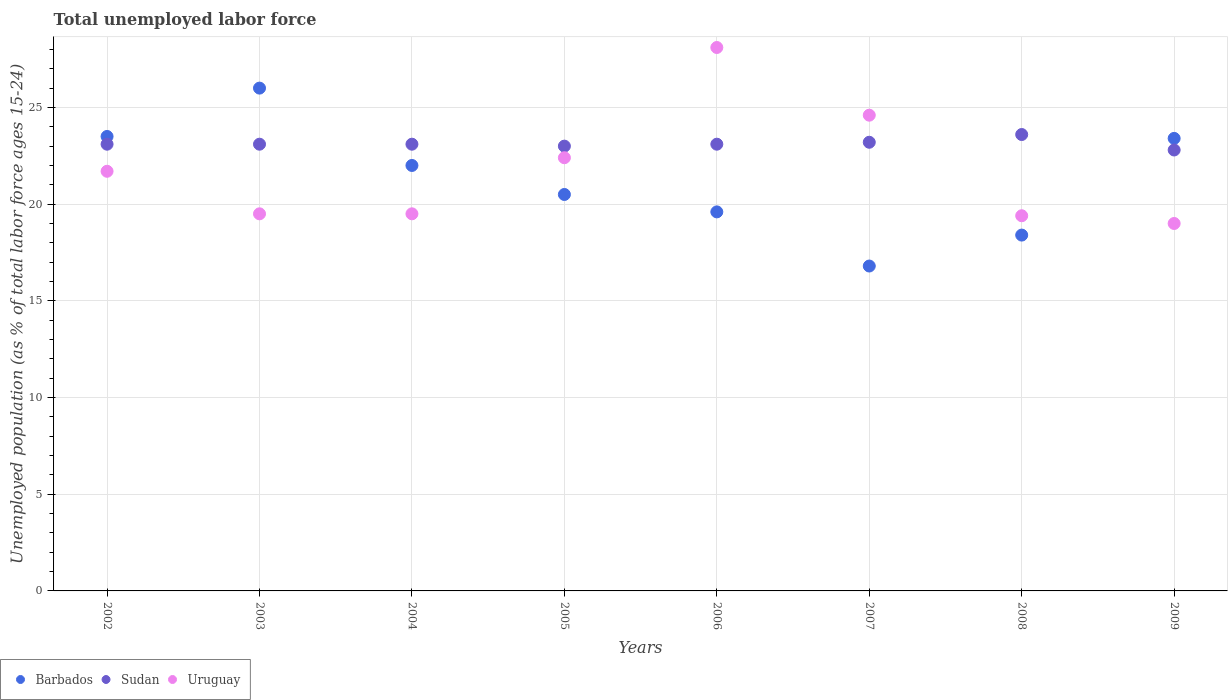 Total unemployed labor force
Unemployed population (as % of total labor force ages 15-24)
25
20
15
10
5
0
2002
2003
2004
2005
2006
2007
2008
2009
Years
Barbados
Sudan
Uruguay